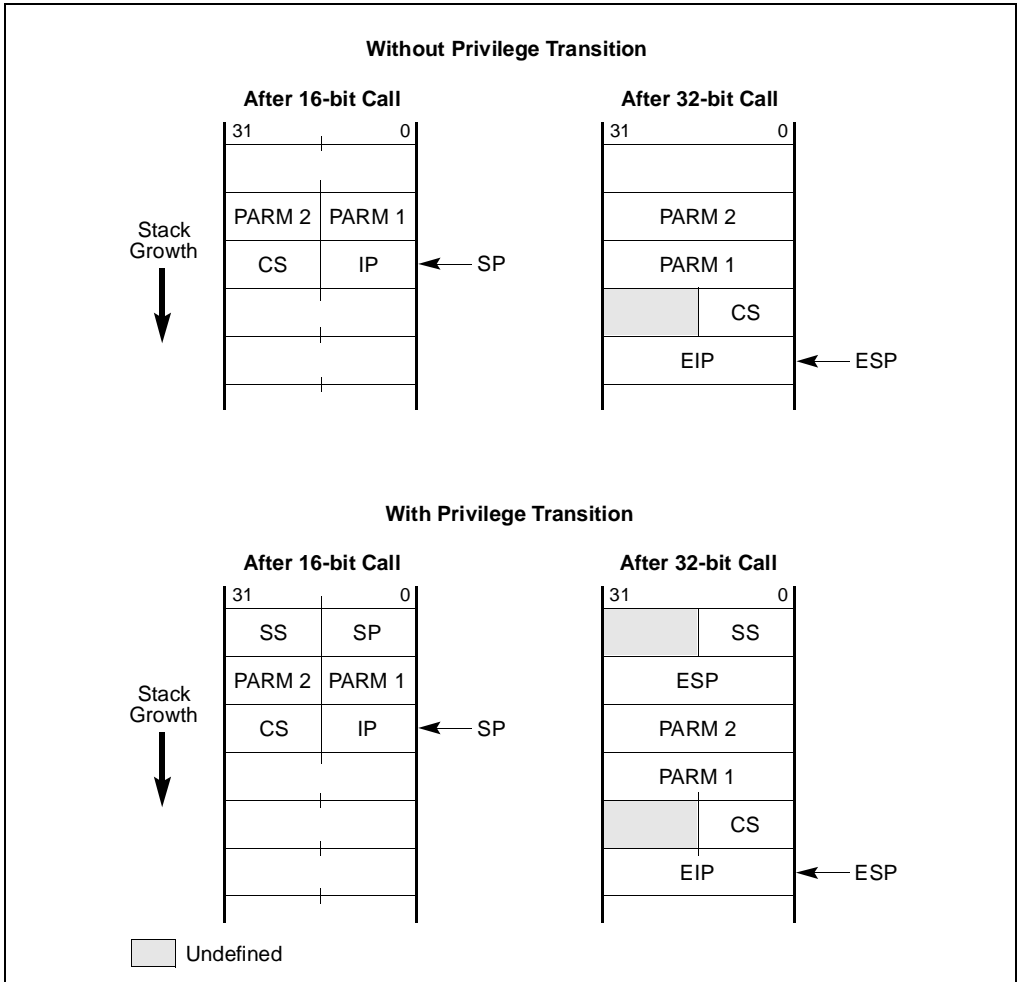 Without Privilege Transition
After 16-bit Call
After 32-bit Call
31 0
31 0
PARM 2 PARM 1
PARM 2
Stack
Growth
CS IP
SP
PARM 1
CS
EIP
ESP
With Privilege Transition
After 16-bit Call
After 32-bit Call
31 0
31 0
SS SP
SS
PARM 2 PARM 1
ESP
Stack
Growth
CS IP
SP
PARM 2
PARM 1
CS
EIP
ESP
Undefined